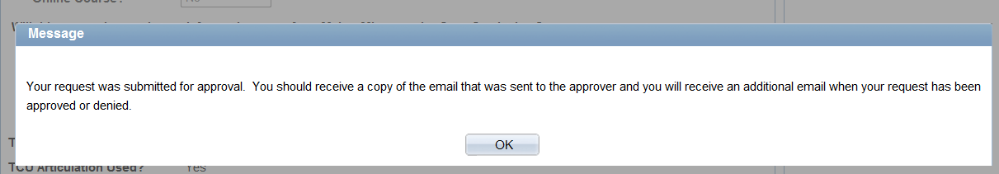 Online Course?
No
Message
Your request was submitted for approval.  You should receive a copy of the email that was sent to the approver and you will receive an additional email when your request has been
approved or denied.
OK
TCU Articulation Used? Yes